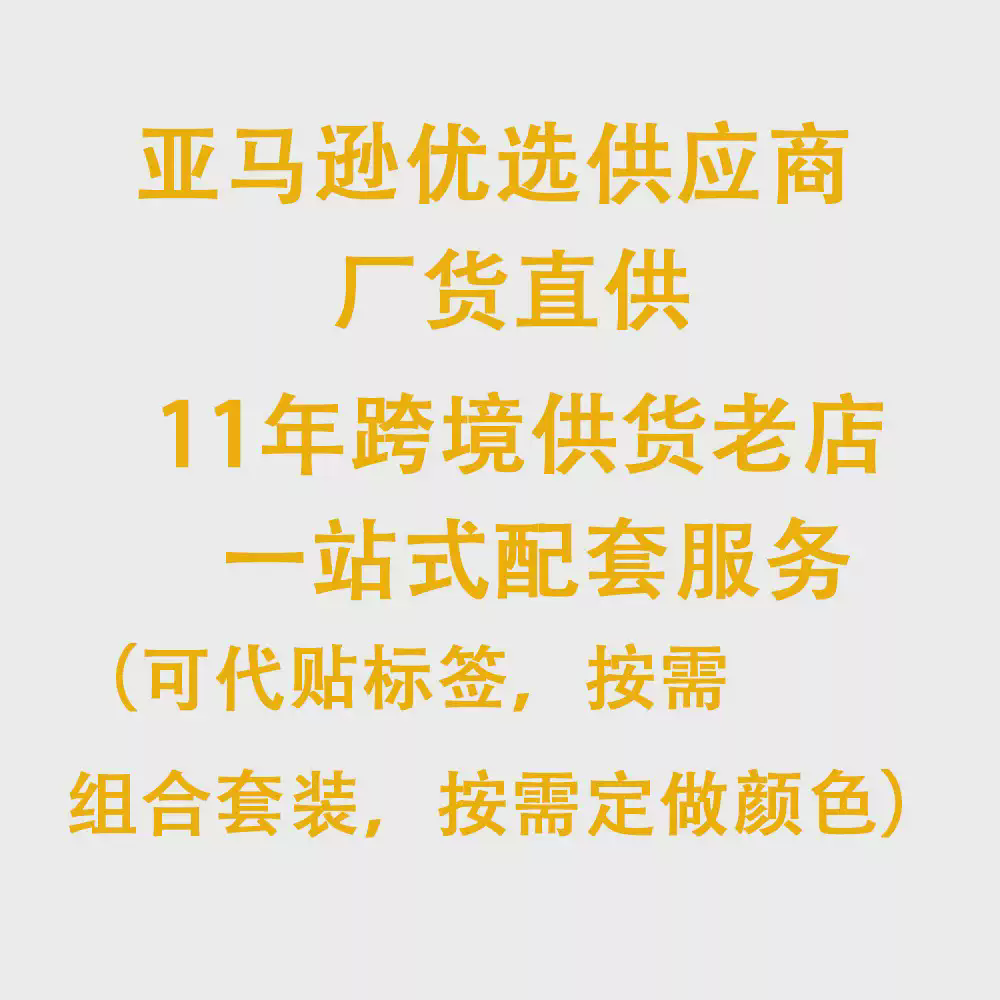 亚马逊优选供应商
厂货直供
11年跨境供货老店
一站式配套服务
（可代贴标签，按需
组合套装，按需定做颜色）